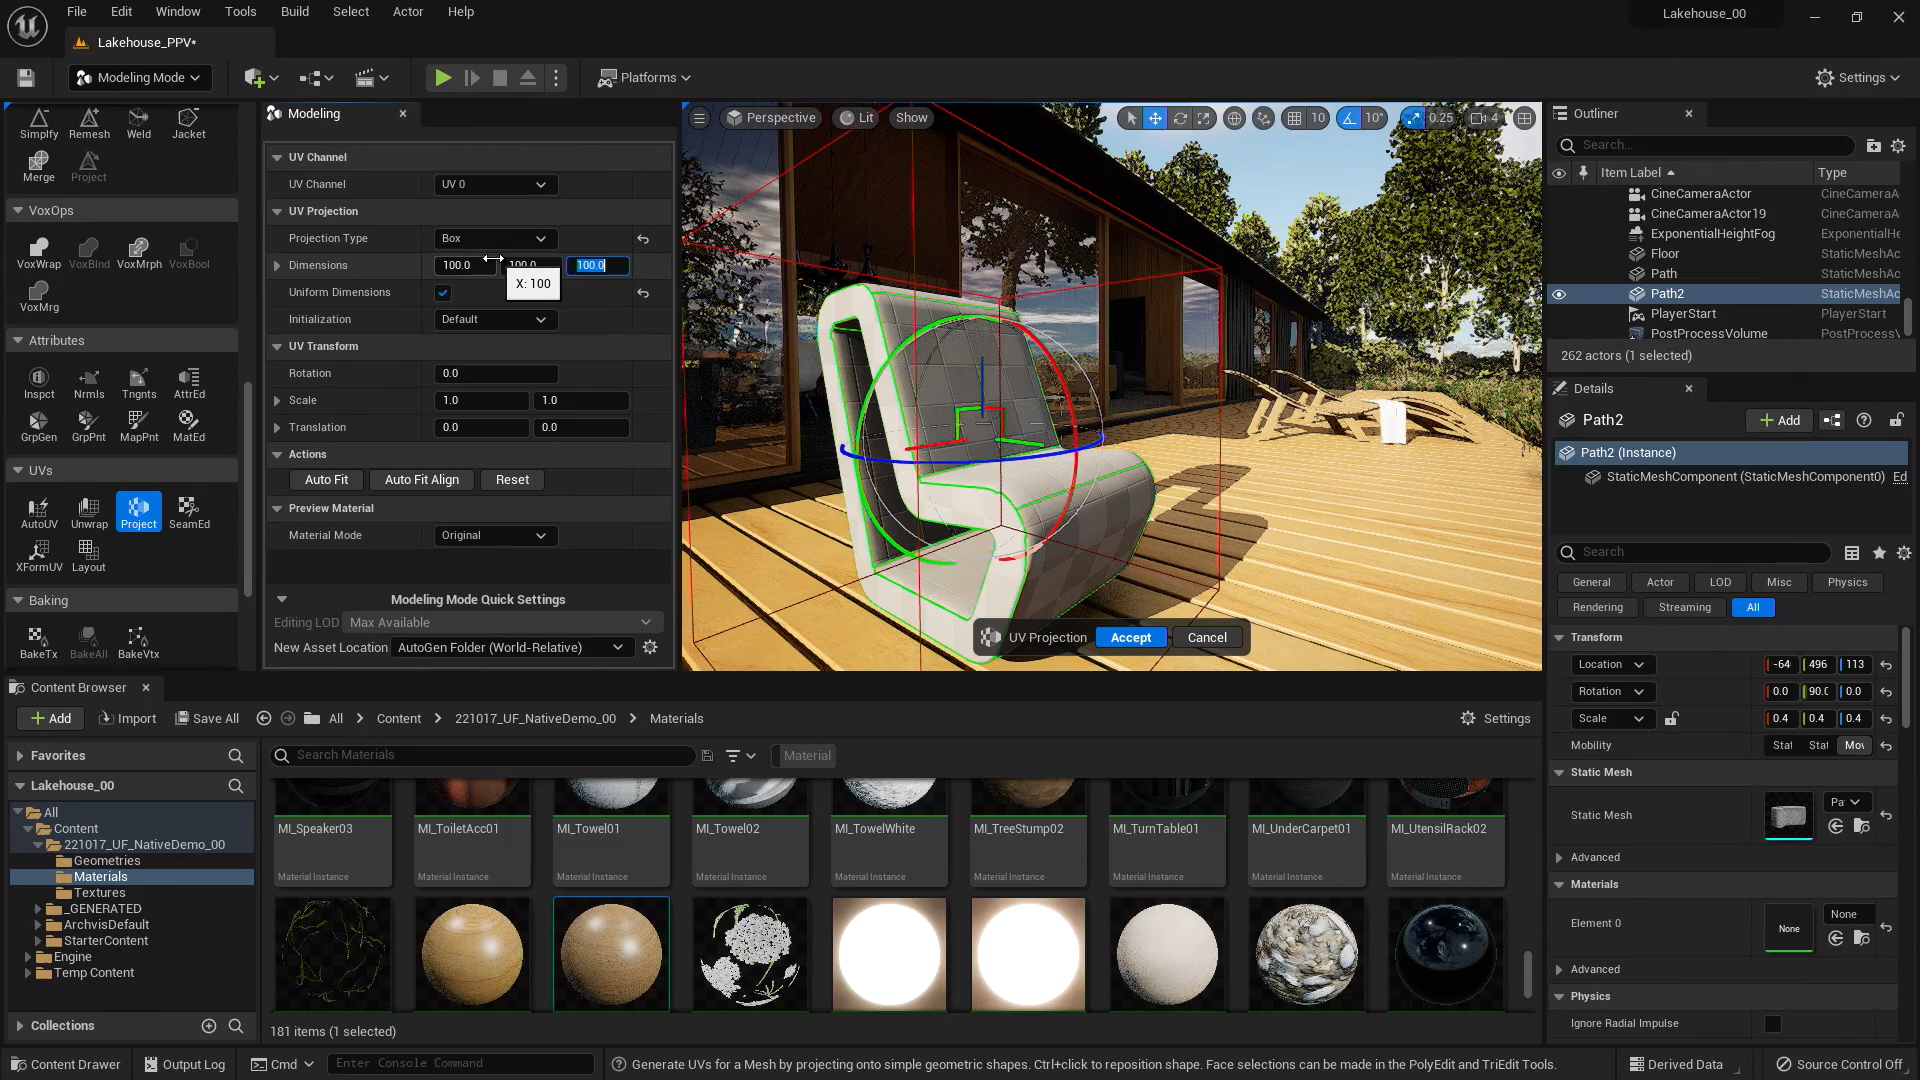 File Edit Window Tools Build Select Actor Help
Lakehouse_00
Lakehouse_PPV*
Modeling Mode
Platforms
Settings
Simplfy Remesh Weld Jacket
Merge Project
VoxOps
VoxWrap VoxBlnd VoxMrph VoxBool
VoxMrg
Attributes
Inspct Nrmls Tngnts AttrEd
GrpGen GrpPnt MapPnt MatEd
UVs
AutoUV Unwrap Project SeamEd
XFormUV Layout
Baking
BakeTx BakeAll BakeVtx
Modeling
UV Channel
UV Channel UV 0
UV Projection
Projection Type Box
Dimensions 100.0 100.0 100.0
X: 100
Uniform Dimensions
Initialization Default
UV Transform
Rotation 0.0
Scale 1.0 1.0
Translation 0.0 0.0
Actions
Auto Fit Auto Fit Align Reset
Preview Material
Material Mode Original
Modeling Mode Quick Settings
Editing LOD Max Available
New Asset Location AutoGen Folder (World-Relative)
Perspective Lit Show
10 10° 0.25 4
UV Projection Accept Cancel
Outliner
Search...
Item Label Type
CineCameraActor CineCameraA
CineCameraActor19 CineCameraA
ExponentialHeightFog ExponentialHe
Floor StaticMeshAc
Path StaticMeshAc
Path2 StaticMeshAc
PlayerStart PlayerStart
PostProcessVolume PostProcessV
262 actors (1 selected)
Details
Path2 Add
Path2 (Instance)
StaticMeshComponent (StaticMeshComponent0) Ed
Search
General Actor LOD Misc Physics
Rendering Streaming All
Transform
Location -64 496 113
Rotation 0.0 90.0 0.0
Scale 0.4 0.4 0.4
Mobility Stat Stat Mov
Static Mesh
Static Mesh Pa
Advanced
Materials
Element 0 None None
Advanced
Physics
Ignore Radial Impulse
Content Browser
Add Import Save All All Content 221017_UF_NativeDemo_00 Materials Settings
Favorites
Lakehouse_00
All
Content
221017_UF_NativeDemo_00
Geometries
Materials
Textures
_GENERATED
ArchvisDefault
StarterContent
Engine
Temp Content
Collections
Search Materials Material
MI_Speaker03 MI_ToiletAcc01 MI_Towel01 MI_Towel02 MI_TowelWhite MI_TreeStump02 MI_TurnTable01 MI_UnderCarpet01 MI_UtensilRack02
Material Instance Material Instance Material Instance Material Instance Material Instance Material Instance Material Instance Material Instance Material Instance
181 items (1 selected)
Content Drawer Output Log Cmd Enter Console Command Generate UVs for a Mesh by projecting onto simple geometric shapes. Ctrl+click to reposition shape. Face selections can be made in the PolyEdit and TriEdit Tools. Derived Data Source Control Off